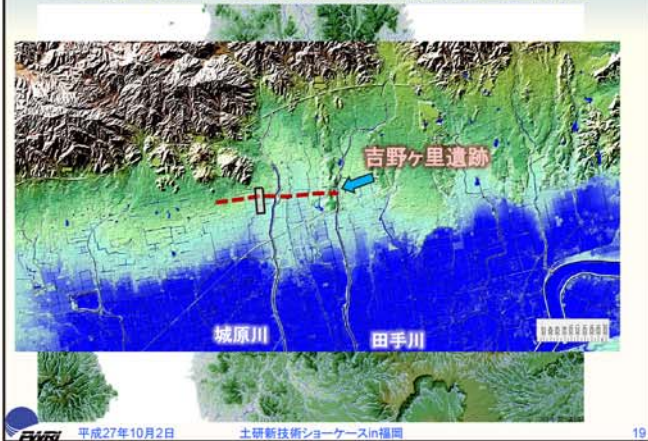 吉野ヶ里遺跡
城原川
田手川
PWRI
平成27年10月2日
土研新技術ショーケースin福岡
19